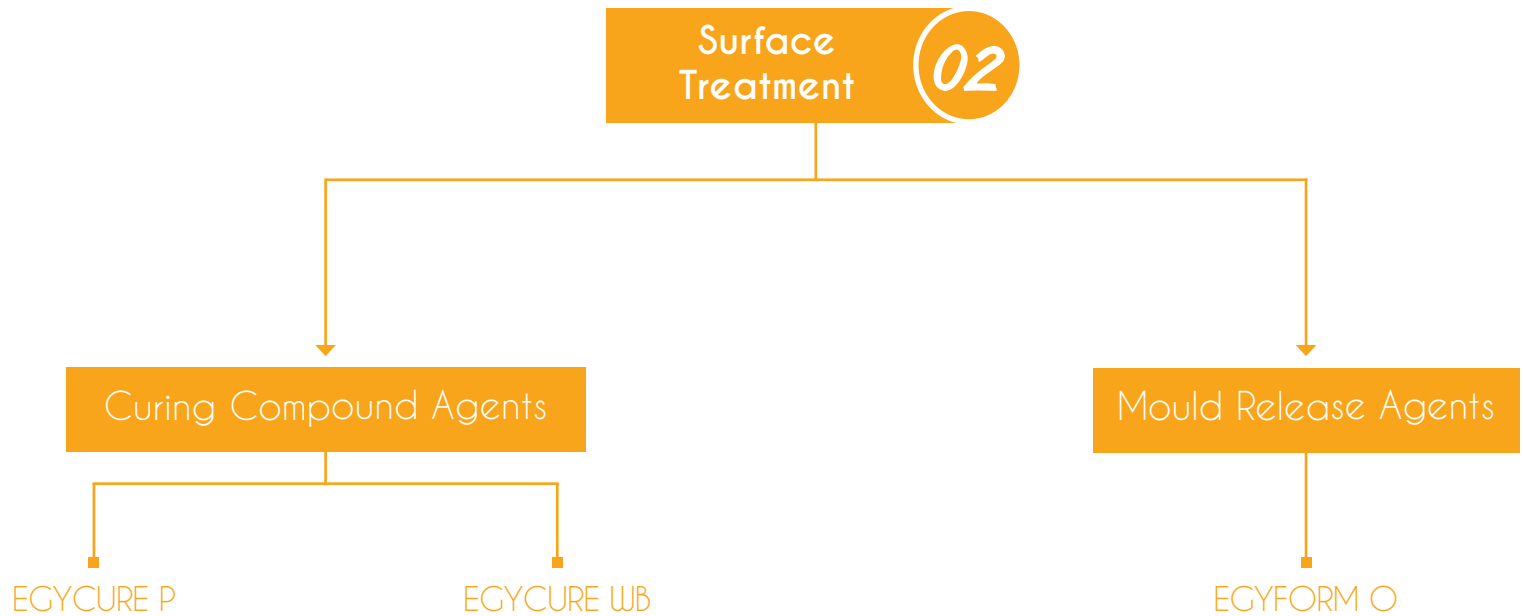 Surface
Treatment
02
Curing Compound Agents
Mould Release Agents
EGYCURE P
EGYCURE WB
EGYFORM O